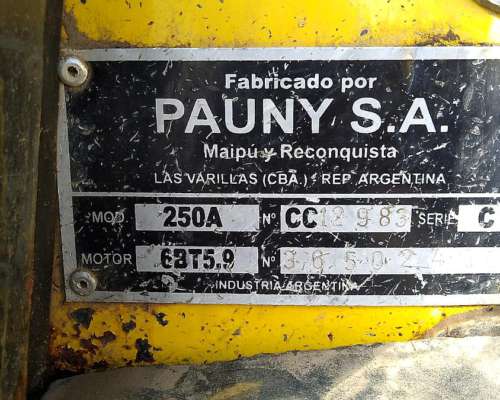 Fabricado por
PAUNY S.A.
Maipú y Reconquista
LAS VARILLAS (CBA.) - REP ARGENTINA
MOD 250A Nº CC12983 SERIE C
MOTOR 6BT5.9 Nº 365024
INDUSTRIA ARGENTINA